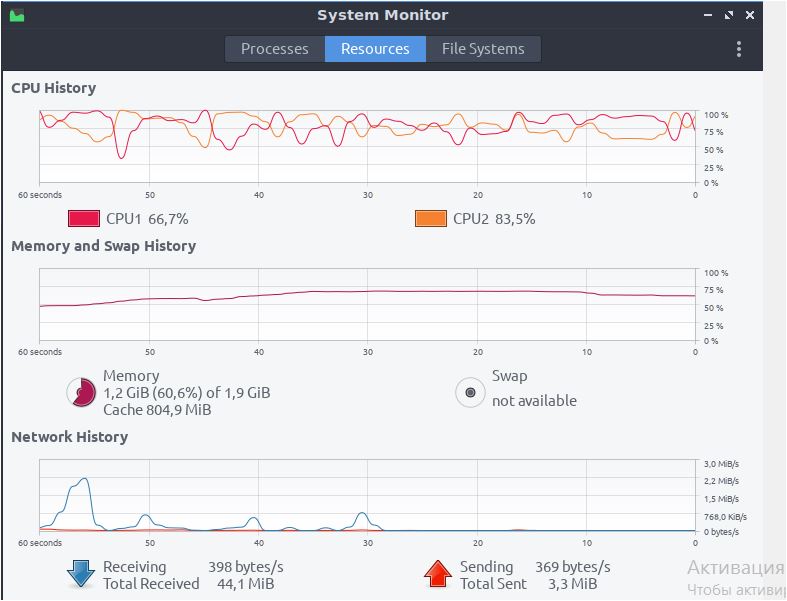 System Monitor
Processes Resources File Systems
CPU History
100 %
75 %
50 %
25 %
0 %
60 seconds 50 40 30 20 10 0
CPU1 66,7% CPU2 83,5%
Memory and Swap History
100 %
75 %
50 %
25 %
0 %
60 seconds 50 40 30 20 10 0
Memory
1,2 GiB (60,6%) of 1,9 GiB
Cache 804,9 MiB
Swap
not available
Network History
3,0 MiB/s
2,2 MiB/s
1,5 MiB/s
768,0 KiB/s
0 bytes/s
60 seconds 50 40 30 20 10 0
Receiving 398 bytes/s
Total Received 44,1 MiB
Sending 369 bytes/s
Total Sent 3,3 MiB
Активация
Чтобы активир